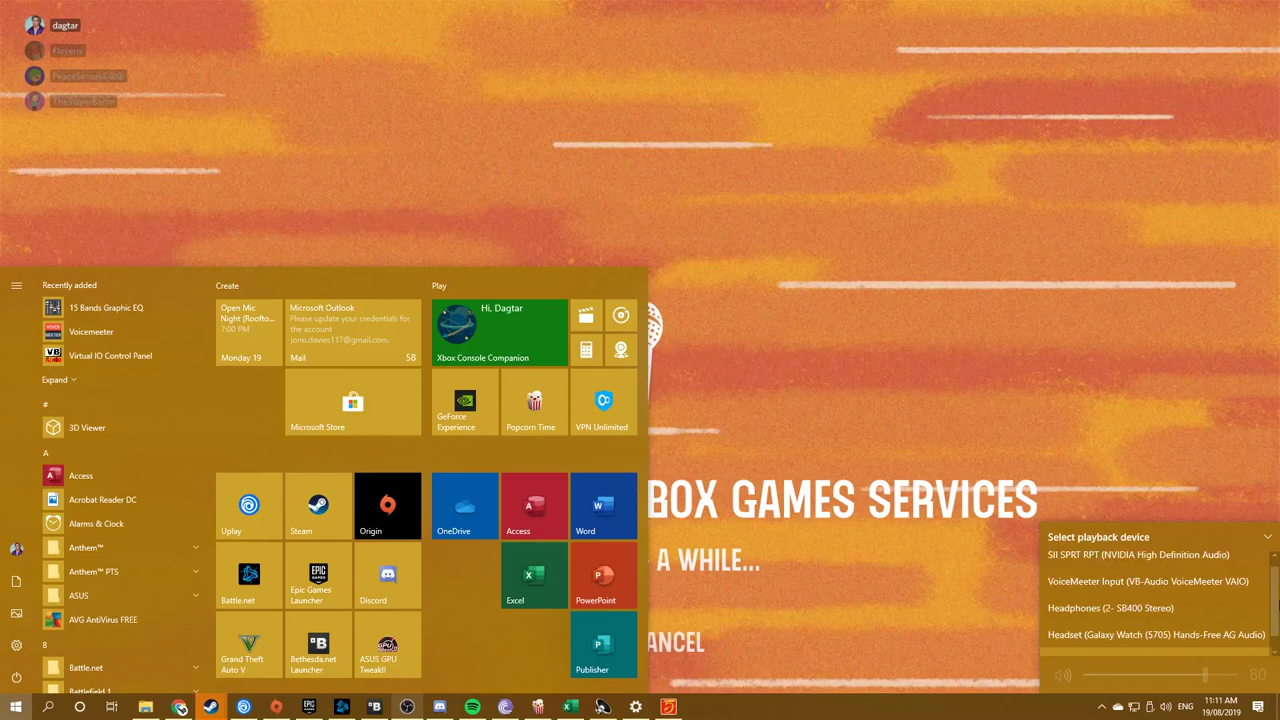 dagtar
Flayerix
TheSlayerBaron
Recently added
15 Bands Graphic EQ
Voicemeeter
Virtual IO Control Panel
Expand
#
3D Viewer
A
Access
Acrobat Reader DC
Alarms & Clock
Anthem™
Anthem™ PTS
ASUS
AVG AntiVirus FREE
B
Battle.net
Battlefield 1
Create
Open Mic
Night (Roofto...
7:00 PM
Monday 19
Microsoft Outlook
Please update your credentials for
the account
jono.davies117@gmail.com.
Mail
58
Microsoft Store
Play
Hi, Dagtar
Xbox Console Companion
GeForce
Experience
Popcorn Time
VPN Unlimited
Uplay
Steam
Origin
Battle.net
Epic Games
Launcher
Discord
Grand Theft
Auto V
Bethesda.net
Launcher
ASUS GPU
TweakII
OneDrive
Access
Word
Excel
PowerPoint
Publisher
BOX GAMES SERVICES
A WHILE...
ANCEL
Select playback device
SII SPRT RPT (NVIDIA High Definition Audio)
VoiceMeeter Input (VB-Audio VoiceMeeter VAIO)
Headphones (2- SB400 Stereo)
Headset (Galaxy Watch (5705) Hands-Free AG Audio)
80
ENG
11:11 AM
19/08/2019